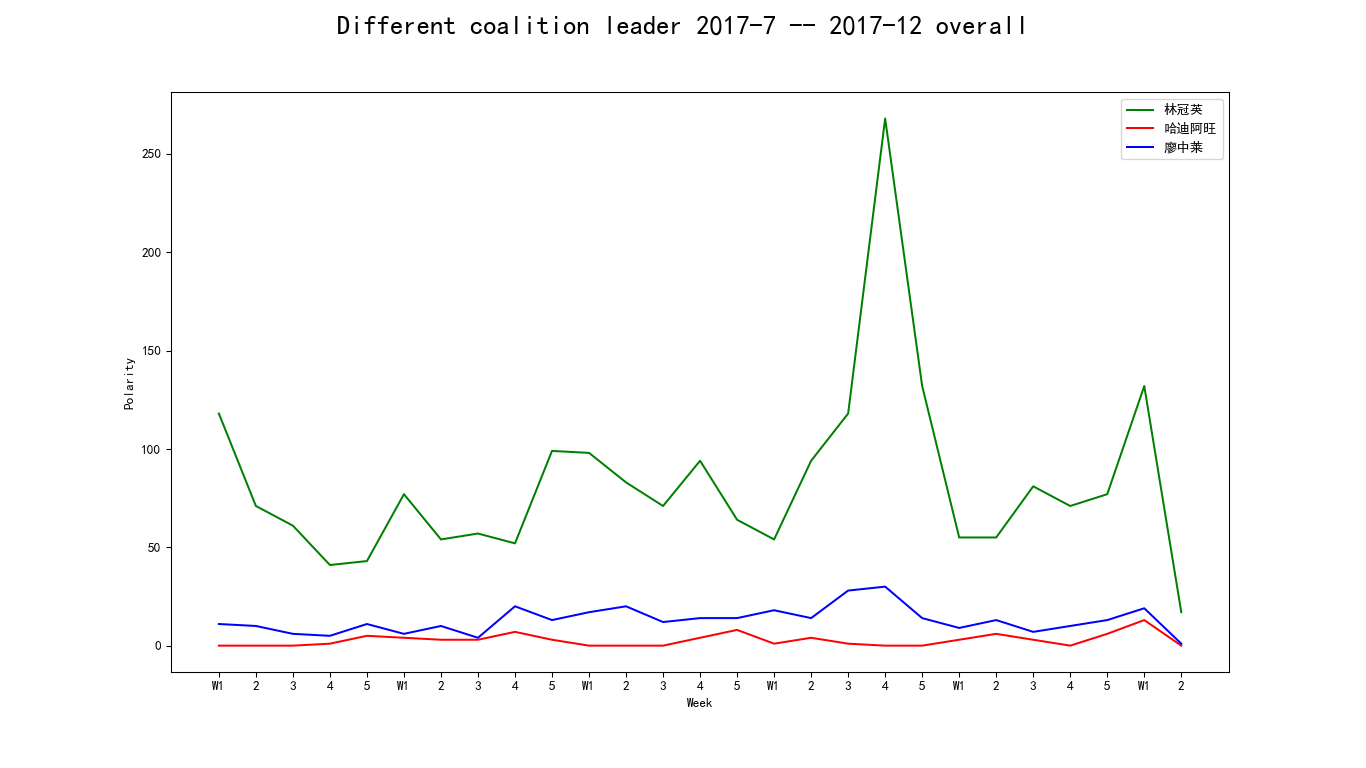 Different coalition leader 2017-7 -- 2017-12 overall
林冠英
哈迪阿旺
廖中莱
250
200
150
100
50
0
Polarity
W1 2 3 4 5 W1 2 3 4 5 W1 2 3 4 5 W1 2 3 4 5 W1 2 3 4 5 W1 2
Week